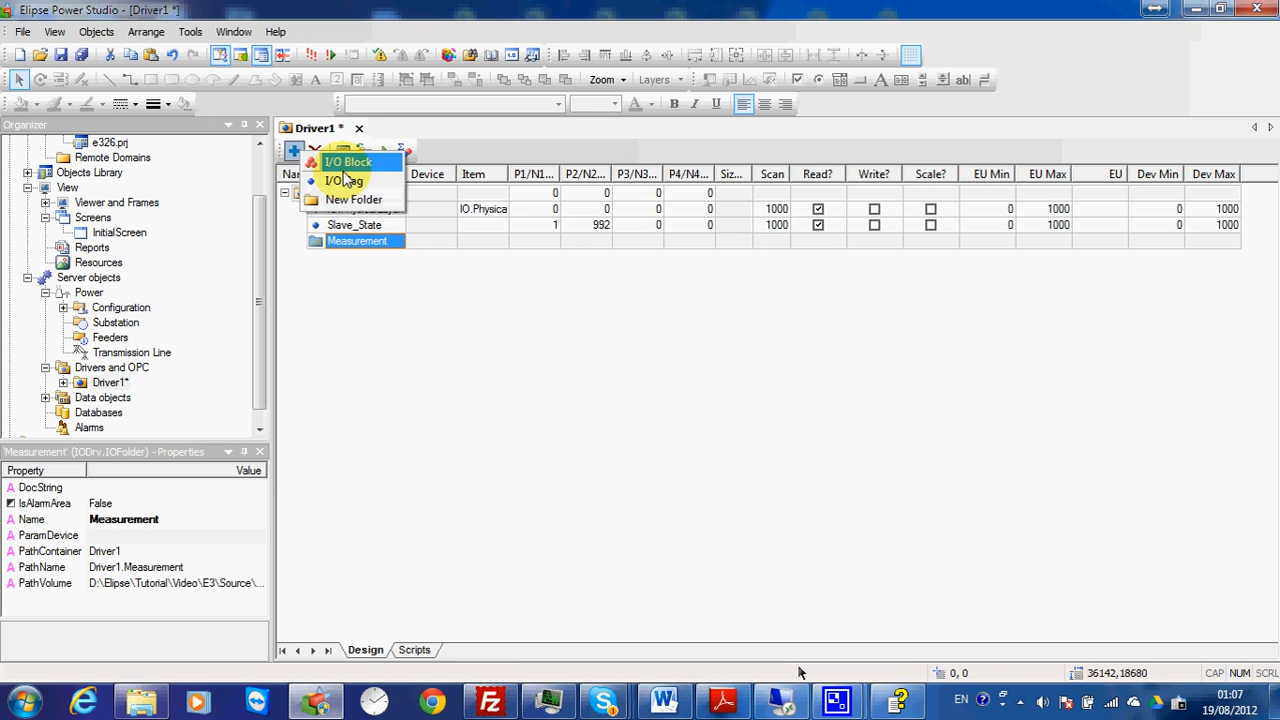 Elipse Power Studio - [Driver1 *]
File View Objects Arrange Tools Window Help
Zoom Layers
Organizer
e326.prj
Remote Domains
Objects Library
View
Viewer and Frames
Screens
InitialScreen
Reports
Resources
Server objects
Power
Configuration
Substation
Feeders
Transmission Line
Drivers and OPC
Driver1*
Data objects
Databases
Alarms
'Measurement' (IODrv.IOFolder) - Properties
Property Value
DocString
IsAlarmArea False
Name Measurement
ParamDevice
PathContainer Driver1
PathName Driver1.Measurement
PathVolume D:\Elipse\Tutorial\Video\E3\Source\...
Driver1 *
I/O Block
New Folder
Device Item P1/N1... P2/N2... P3/N3... P4/N4... Siz... Scan Read? Write? Scale? EU Min EU Max EU Dev Min Dev Max
0 0 0 0
IO.Physica 0 0 0 0 1000 0 1000 0 1000
Slave_State 1 992 0 0 1000 0 1000 0 1000
Measurement
Design Scripts
0, 0 36142,18680 CAP NUM SCRL
EN 01:07
19/08/2012